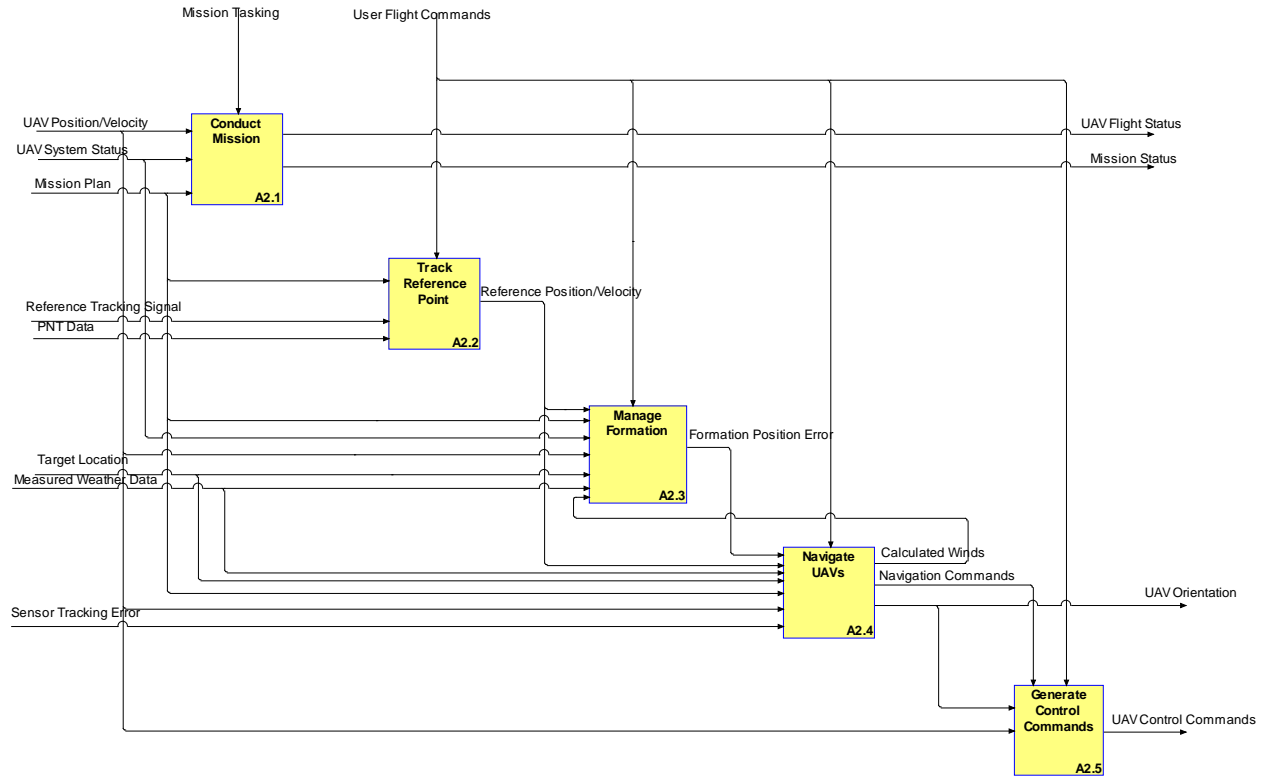 Mission Tasking
User Flight Commands
UAV Position/Velocity
UAV System Status
Mission Plan
Conduct
Mission
A2.1
UAV Flight Status
Mission Status
Track
Reference
Point
A2.2
Reference Position/Velocity
Reference Tracking Signal
PNT Data
Manage
Formation
A2.3
Formation Position Error
Target Location
Measured Weather Data
Navigate
UAVs
A2.4
Calculated Winds
Navigation Commands
UAV Orientation
Sensor Tracking Error
Generate
Control
Commands
A2.5
UAV Control Commands